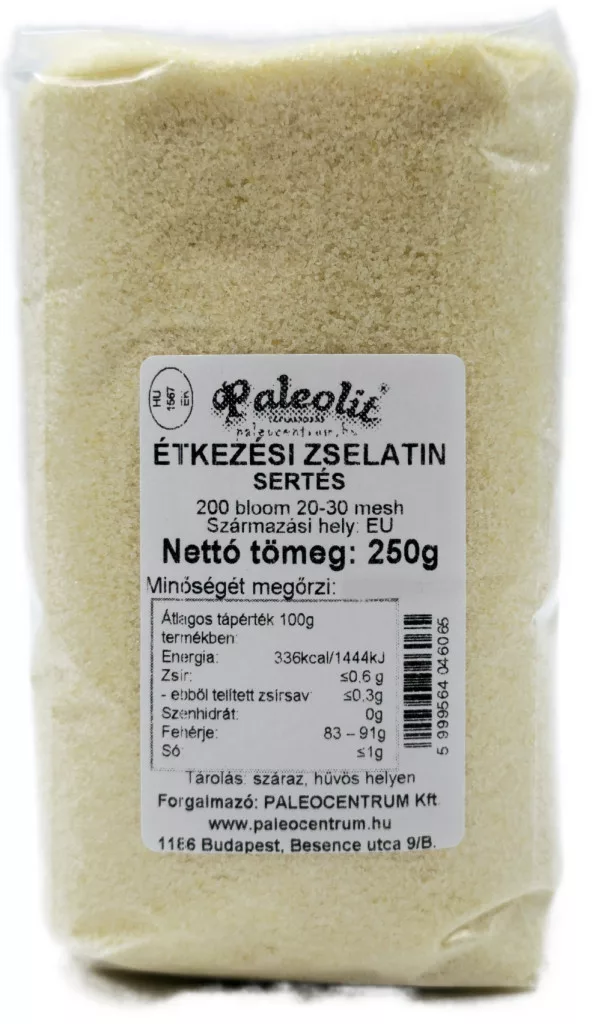 HU
1567
EK
Paleolit®
paleocentrum.hu
ÉTKEZÉSI ZSELATIN
SERTÉS
200 bloom 20-30 mesh
Származási hely: EU
Nettó tömeg: 250g
Minőségét megőrzi:
Átlagos tápérték 100g
termékben:
Energia: 336kcal/1444kJ
Zsír: ≤0,6 g
- ebből telített zsírsav ≤0,3g
Szénhidrát: 0g
Fehérje: 83 – 91g
Só ≤1g
5 999564 046065
Tárolás: száraz, hűvös helyen
Forgalmazó: PALEOCENTRUM Kft.
www.paleocentrum.hu
1186 Budapest, Besence utca 9/B.